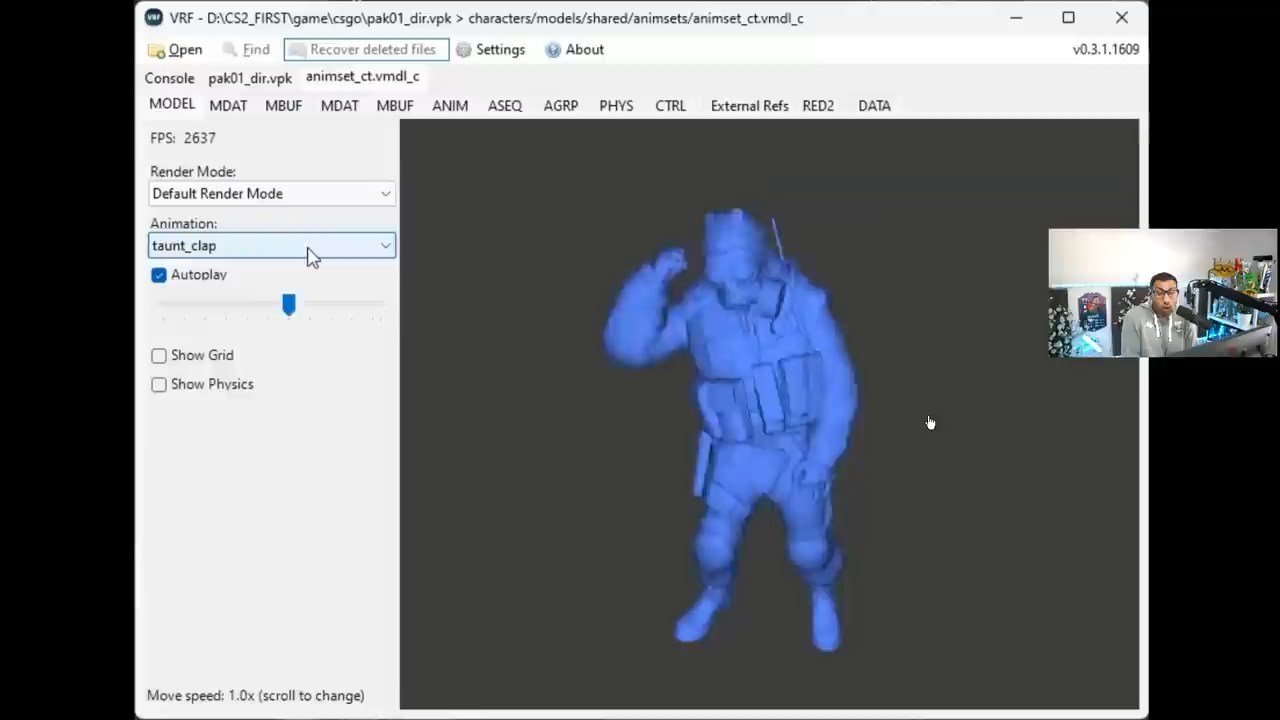 VRF VRF - D:\CS2_FIRST\game\csgo\pak01_dir.vpk > characters/models/shared/animsets/animset_ct.vmdl_c
Open Find Recover deleted files Settings About v0.3.1.1609
Console pak01_dir.vpk animset_ct.vmdl_c
MODEL MDAT MBUF MDAT MBUF ANIM ASEQ AGRP PHYS CTRL External Refs RED2 DATA
FPS: 2637
Render Mode:
Default Render Mode
Animation:
taunt_clap
Autoplay
Show Grid
Show Physics
Move speed: 1.0x (scroll to change)